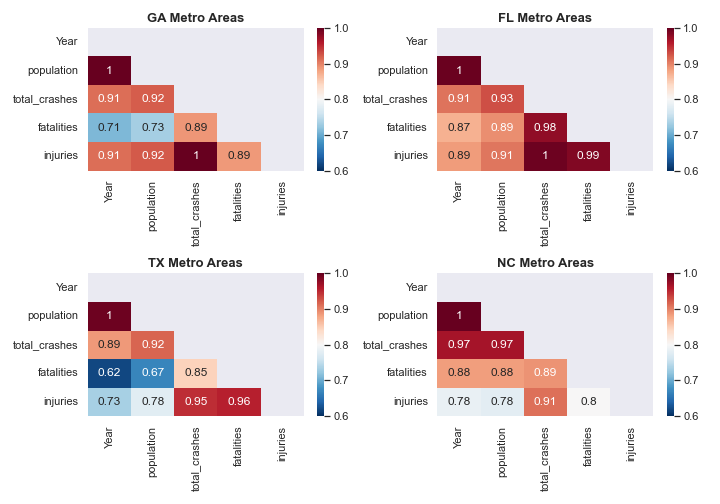 GA Metro Areas
Year
population 1
total_crashes 0.91 0.92
fatalities 0.71 0.73 0.89
injuries 0.91 0.92 1 0.89
Year population total_crashes fatalities injuries
1.0
0.9
0.8
0.7
0.6
FL Metro Areas
Year
population 1
total_crashes 0.91 0.93
fatalities 0.87 0.89 0.98
injuries 0.89 0.91 1 0.99
Year population total_crashes fatalities injuries
1.0
0.9
0.8
0.7
0.6
TX Metro Areas
Year
population 1
total_crashes 0.89 0.92
fatalities 0.62 0.67 0.85
injuries 0.73 0.78 0.95 0.96
Year population total_crashes fatalities injuries
1.0
0.9
0.8
0.7
0.6
NC Metro Areas
Year
population 1
total_crashes 0.97 0.97
fatalities 0.88 0.88 0.89
injuries 0.78 0.78 0.91 0.8
Year population total_crashes fatalities injuries
1.0
0.9
0.8
0.7
0.6